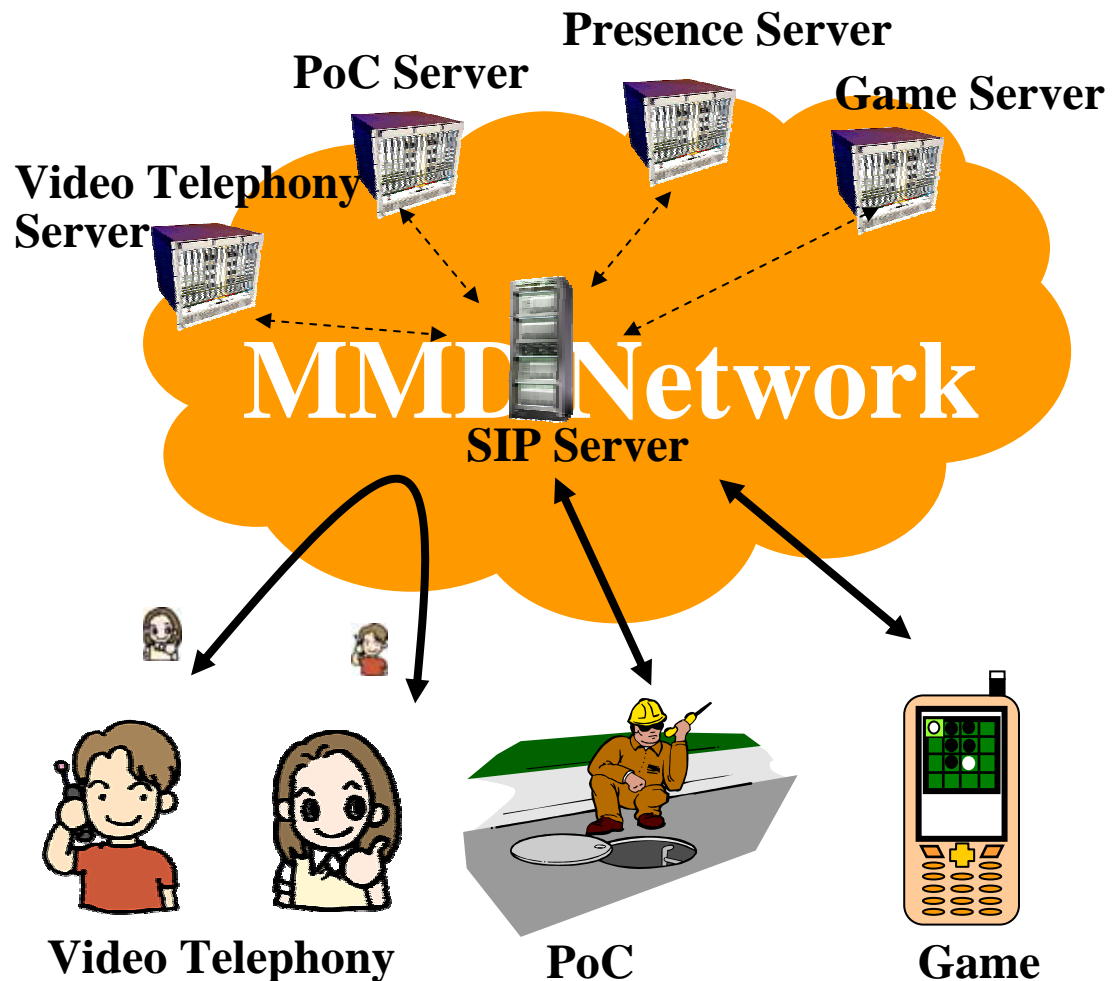 Presence Server
PoC Server
Game Server
Video Telephony
Server
MMD Network
SIP Server
Video Telephony
PoC
Game